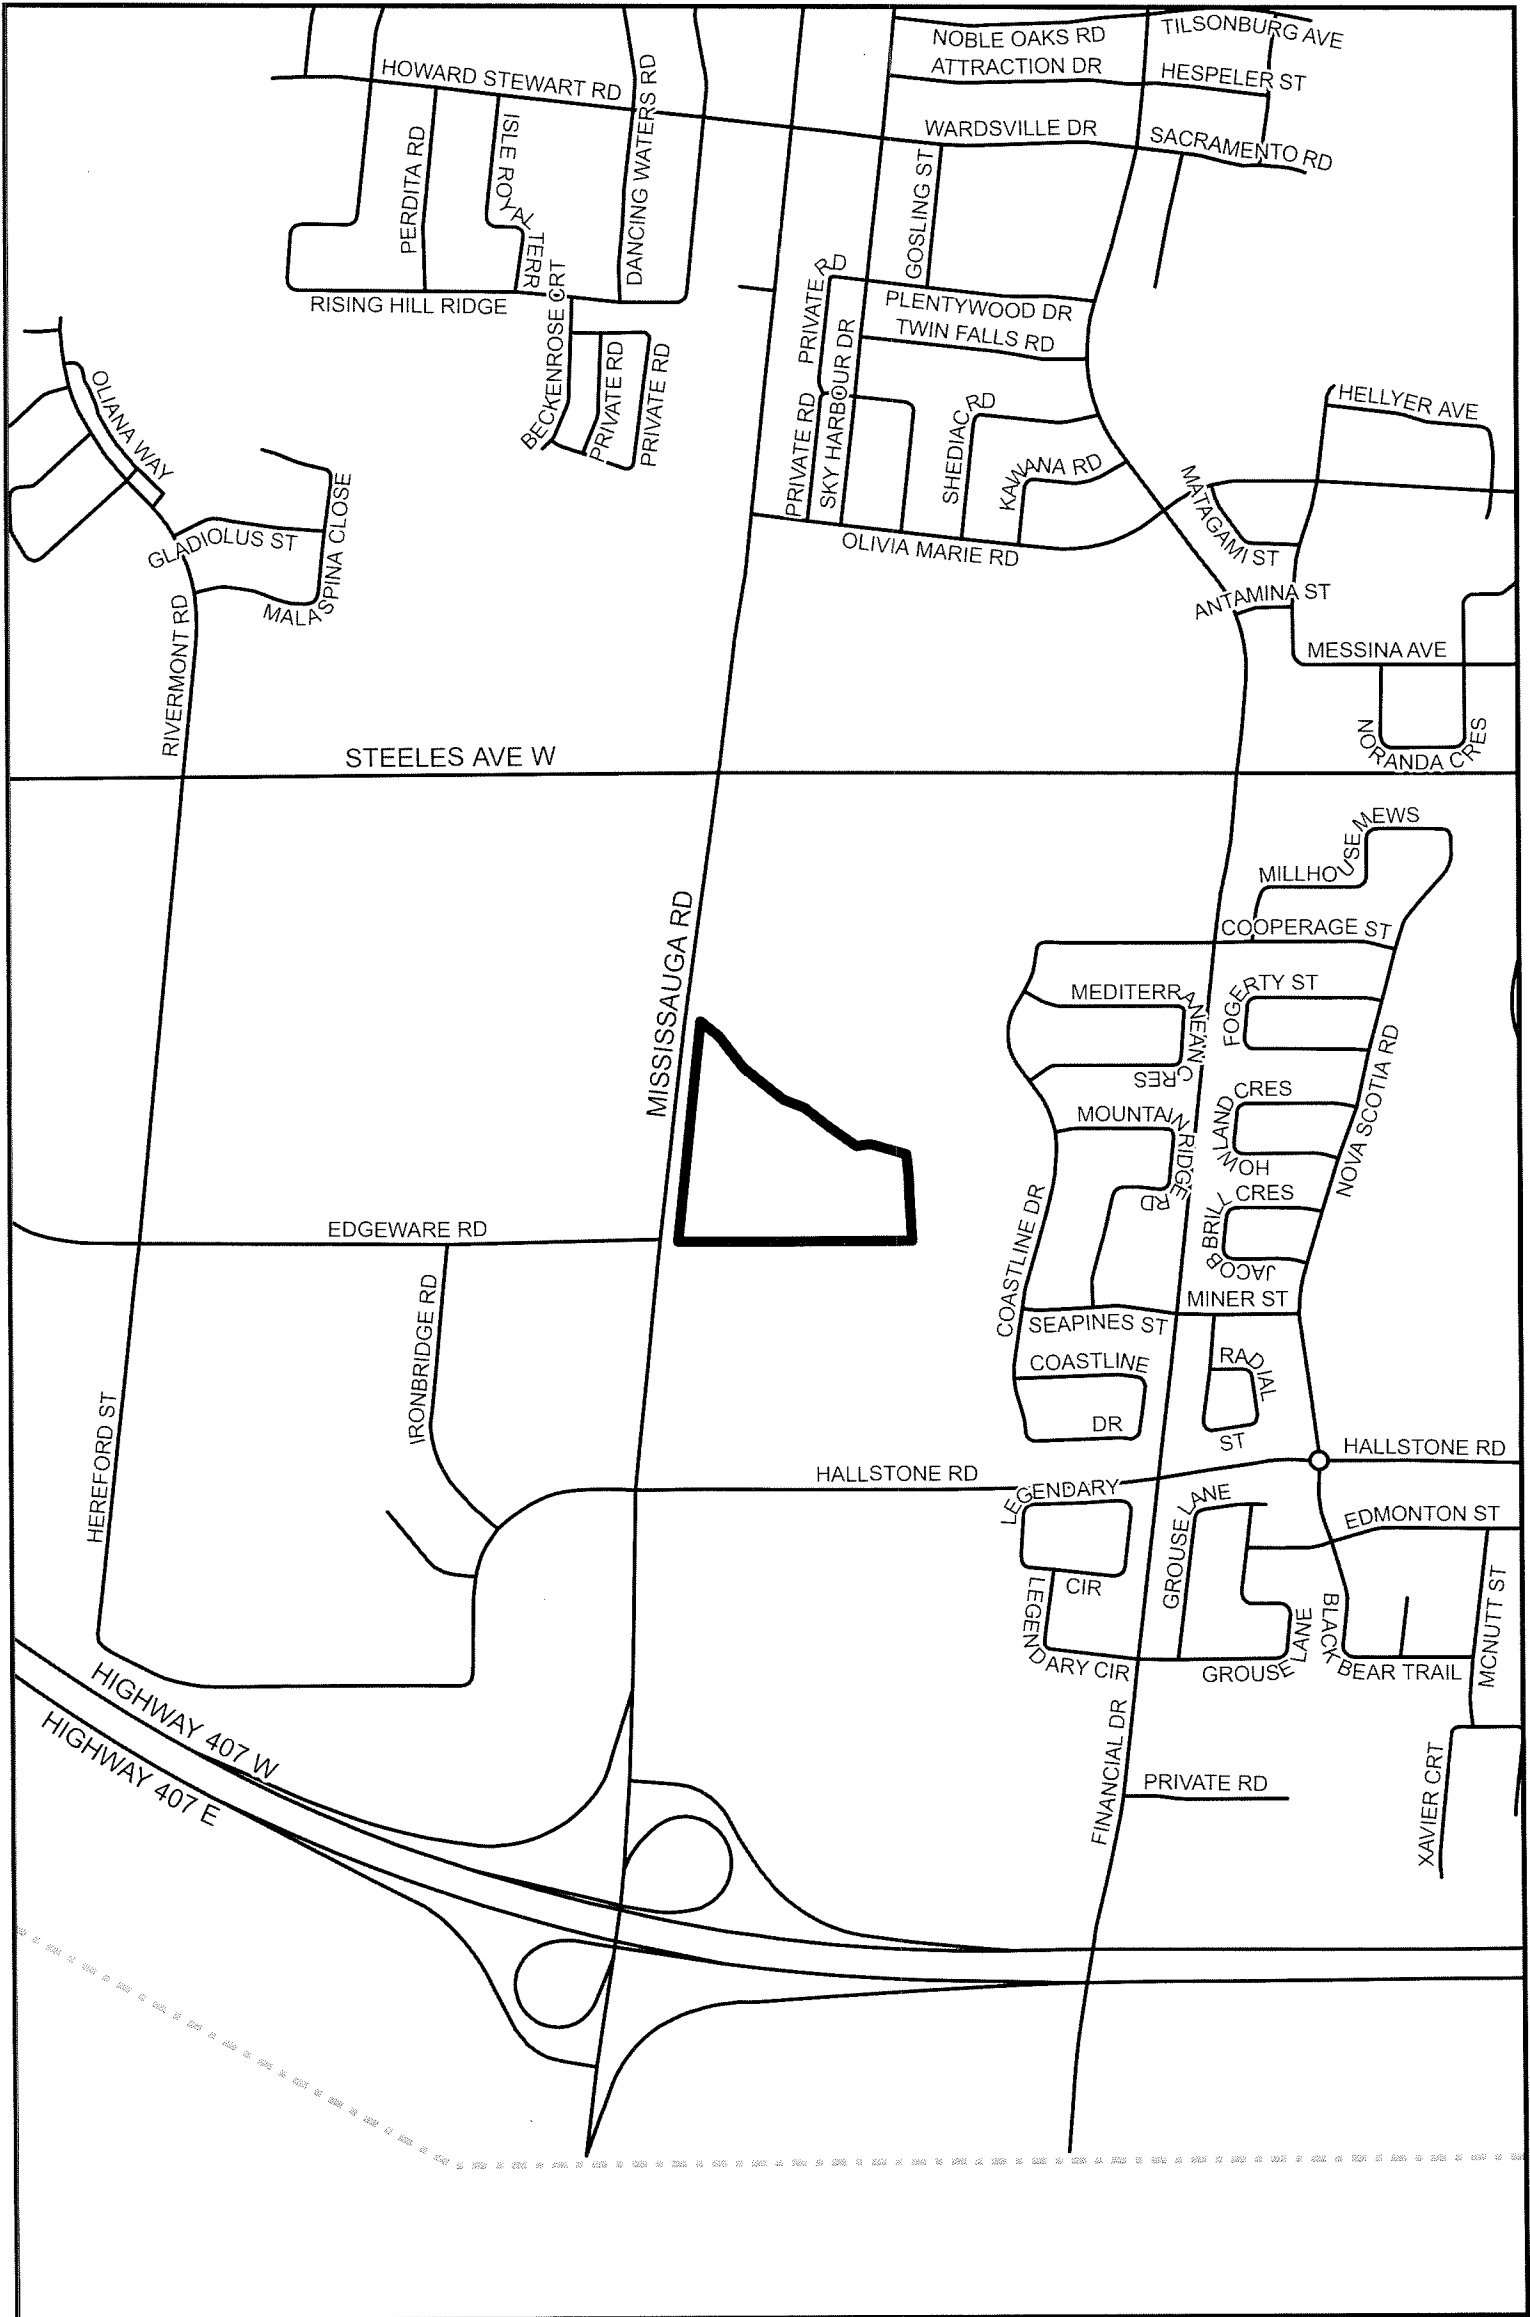 NOBLE OAKS RD
TILSONBURG AVE
ATTRACTION DR
HESPELER ST
HOWARD STEWART RD
WARDSVILLE DR
SACRAMENTO RD
PERDITA RD
ISLE ROYAL TERR
DANCING WATERS RD
GOSLING ST
RISING HILL RIDGE
BECKENROSE CRT
PRIVATE RD
PRIVATE RD
PRIVATE RD
PLENTYWOOD DR
TWIN FALLS RD
SKY HARBOUR DR
PRIVATE RD
OLIANA WAY
SHEDIAC RD
KAWANA RD
HELLYER AVE
MATAGAMI ST
GLADIOLUS ST
MALASPINA CLOSE
OLIVIA MARIE RD
ANTAMINA ST
RIVERMONT RD
MESSINA AVE
NORANDA CRES
STEELES AVE W
MILLHOUSE MEWS
COOPERAGE ST
MISSISSAUGA RD
MEDITERRANEAN CRES
FOGERTY ST
NOVA SCOTIA RD
MOUNTAIN RIDGE RD
HOWLAND CRES
JACOB BRILL CRES
EDGEWARE RD
COASTLINE DR
IRONBRIDGE RD
SEAPINES ST
MINER ST
COASTLINE DR
RADIAL ST
HEREFORD ST
HALLSTONE RD
HALLSTONE RD
LEGENDARY CIR
GROUSE LANE
EDMONTON ST
LEGENDARY CIR
GROUSE LANE
BLACK BEAR TRAIL
MCNUTT ST
HIGHWAY 407 W
HIGHWAY 407 E
FINANCIAL DR
PRIVATE RD
XAVIER CRT